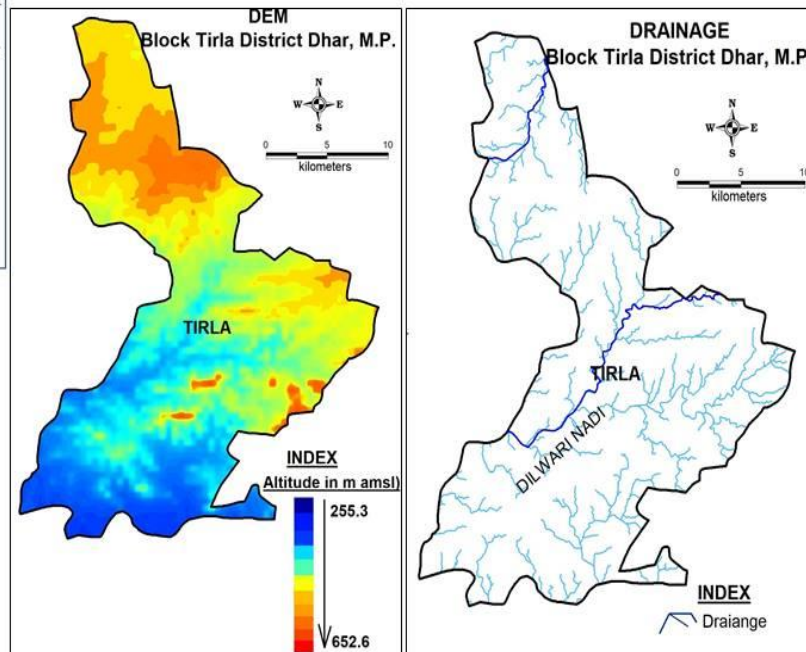 DEM
Block Tirla District Dhar, M.P.
N
W E
S
0 5 10
kilometers
TIRLA
INDEX
Altitude in m amsl)
255.3
652.6
DRAINAGE
Block Tirla District Dhar, M.P
N
W E
S
0 5 10
kilometers
TIRLA
DILWARI NADI
INDEX
Draiange